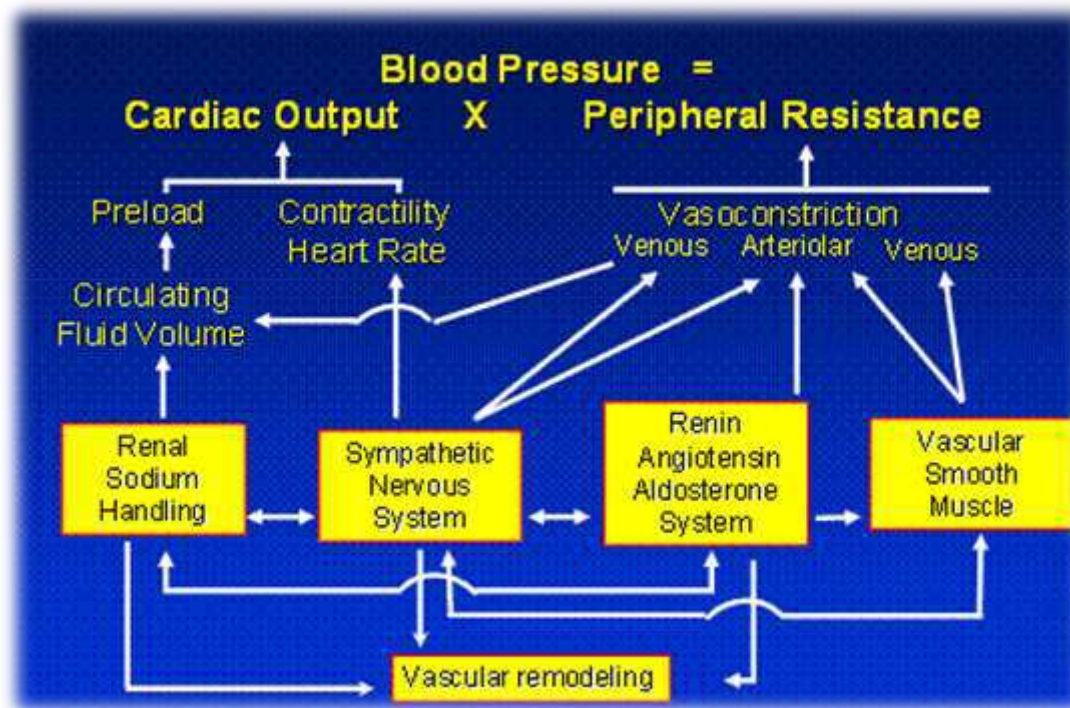 Blood Pressure =
Cardiac Output X Peripheral Resistance
Preload
Contractility
Heart Rate
Vasoconstriction
Venous Arteriolar Venous
Circulating
Fluid Volume
Renal
Sodium
Handling
Sympathetic
Nervous
System
Renin
Angiotensin
Aldosterone
System
Vascular
Smooth
Muscle
Vascular remodeling